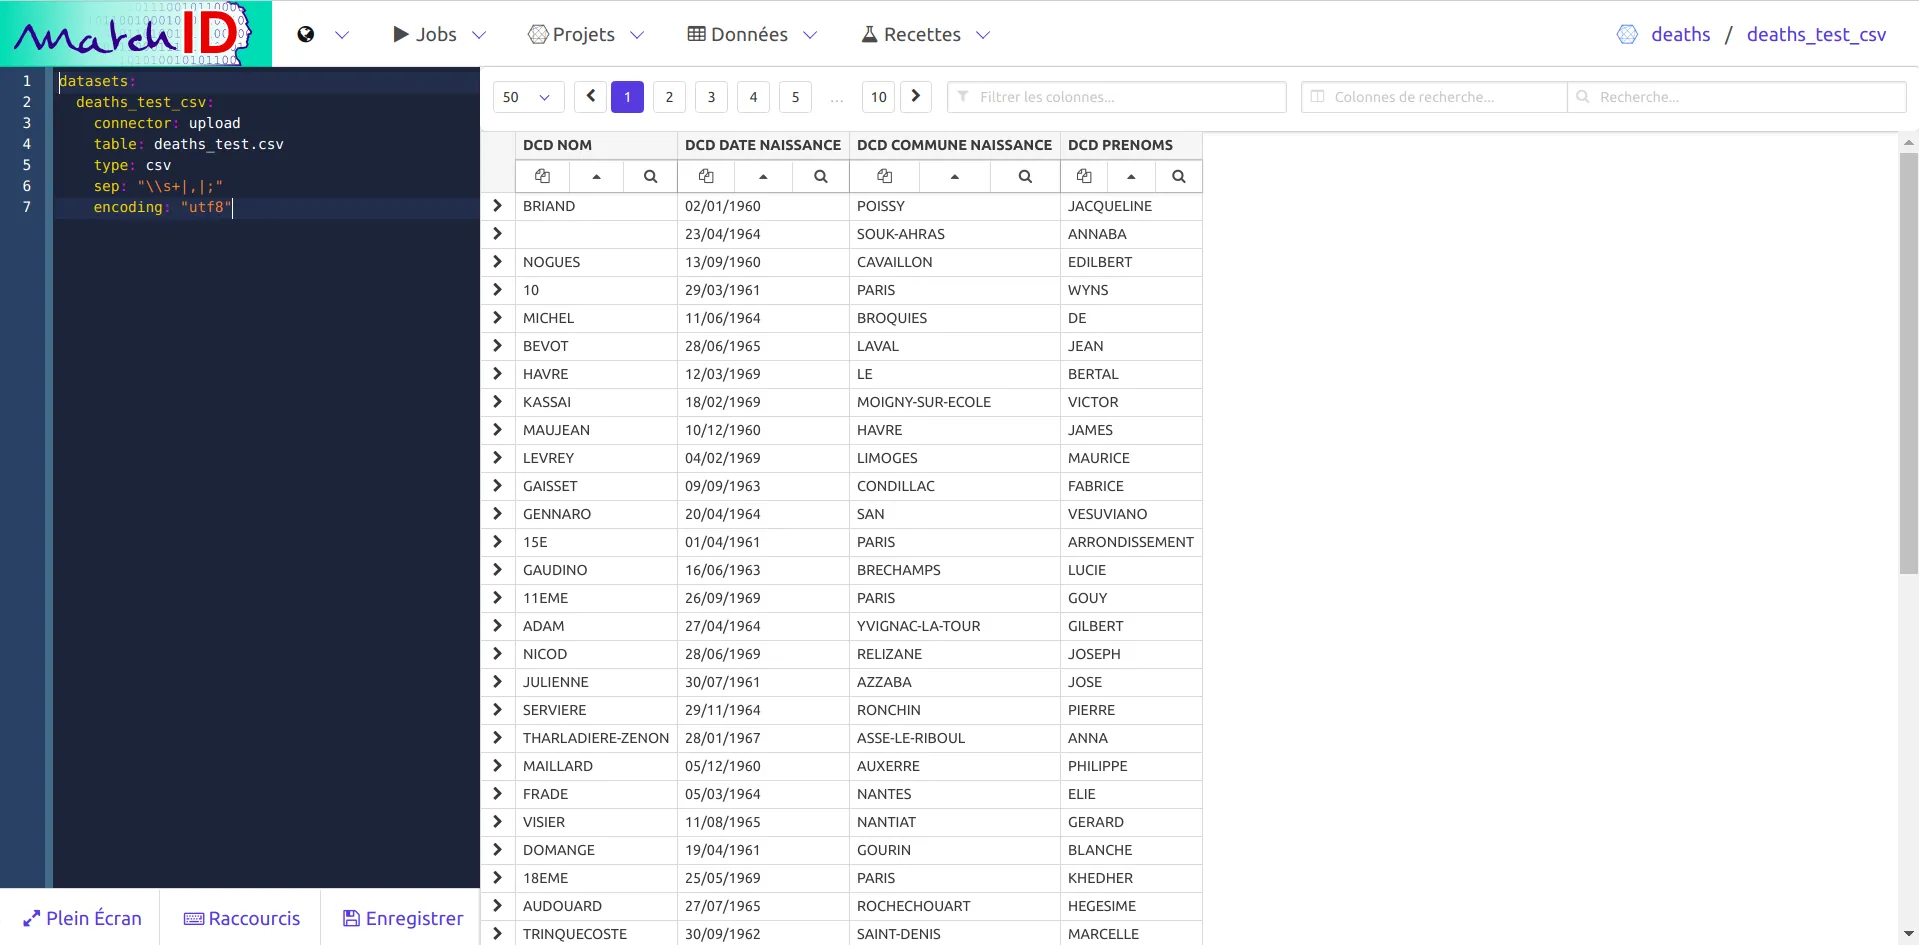 matchID
Jobs
Projets
Données
Recettes
deaths / deaths_test_csv
1 datasets:
2 deaths_test_csv:
3 connector: upload
4 table: deaths_test.csv
5 type: csv
6 sep: "\\s+|,|;"
7 encoding: "utf8"
50 1 2 3 4 5 ... 10
Filtrer les colonnes...
Colonnes de recherche...
Recherche...
DCD NOM DCD DATE NAISSANCE DCD COMMUNE NAISSANCE DCD PRENOMS
BRIAND 02/01/1960 POISSY JACQUELINE
23/04/1964 SOUK-AHRAS ANNABA
NOGUES 13/09/1960 CAVAILLON EDILBERT
10 29/03/1961 PARIS WYNS
MICHEL 11/06/1964 BROQUIES DE
BEVOT 28/06/1965 LAVAL JEAN
HAVRE 12/03/1969 LE BERTAL
KASSAI 18/02/1969 MOIGNY-SUR-ECOLE VICTOR
MAUJEAN 10/12/1960 HAVRE JAMES
LEVREY 04/02/1969 LIMOGES MAURICE
GAISSET 09/09/1963 CONDILLAC FABRICE
GENNARO 20/04/1964 SAN VESUVIANO
15E 01/04/1961 PARIS ARRONDISSEMENT
GAUDINO 16/06/1963 BRECHAMPS LUCIE
11EME 26/09/1969 PARIS GOUY
ADAM 27/04/1964 YVIGNAC-LA-TOUR GILBERT
NICOD 28/06/1969 RELIZANE JOSEPH
JULIENNE 30/07/1961 AZZABA JOSE
SERVIERE 29/11/1964 RONCHIN PIERRE
THARLADIERE-ZENON 28/01/1967 ASSE-LE-RIBOUL ANNA
MAILLARD 05/12/1960 AUXERRE PHILIPPE
FRADE 05/03/1964 NANTES ELIE
VISIER 11/08/1965 NANTIAT GERARD
DOMANGE 19/04/1961 GOURIN BLANCHE
18EME 25/05/1969 PARIS KHEDHER
AUDOUARD 27/07/1965 ROCHECHOUART HEGESIME
TRINQUECOSTE 30/09/1962 SAINT-DENIS MARCELLE
Plein Écran
Raccourcis
Enregistrer